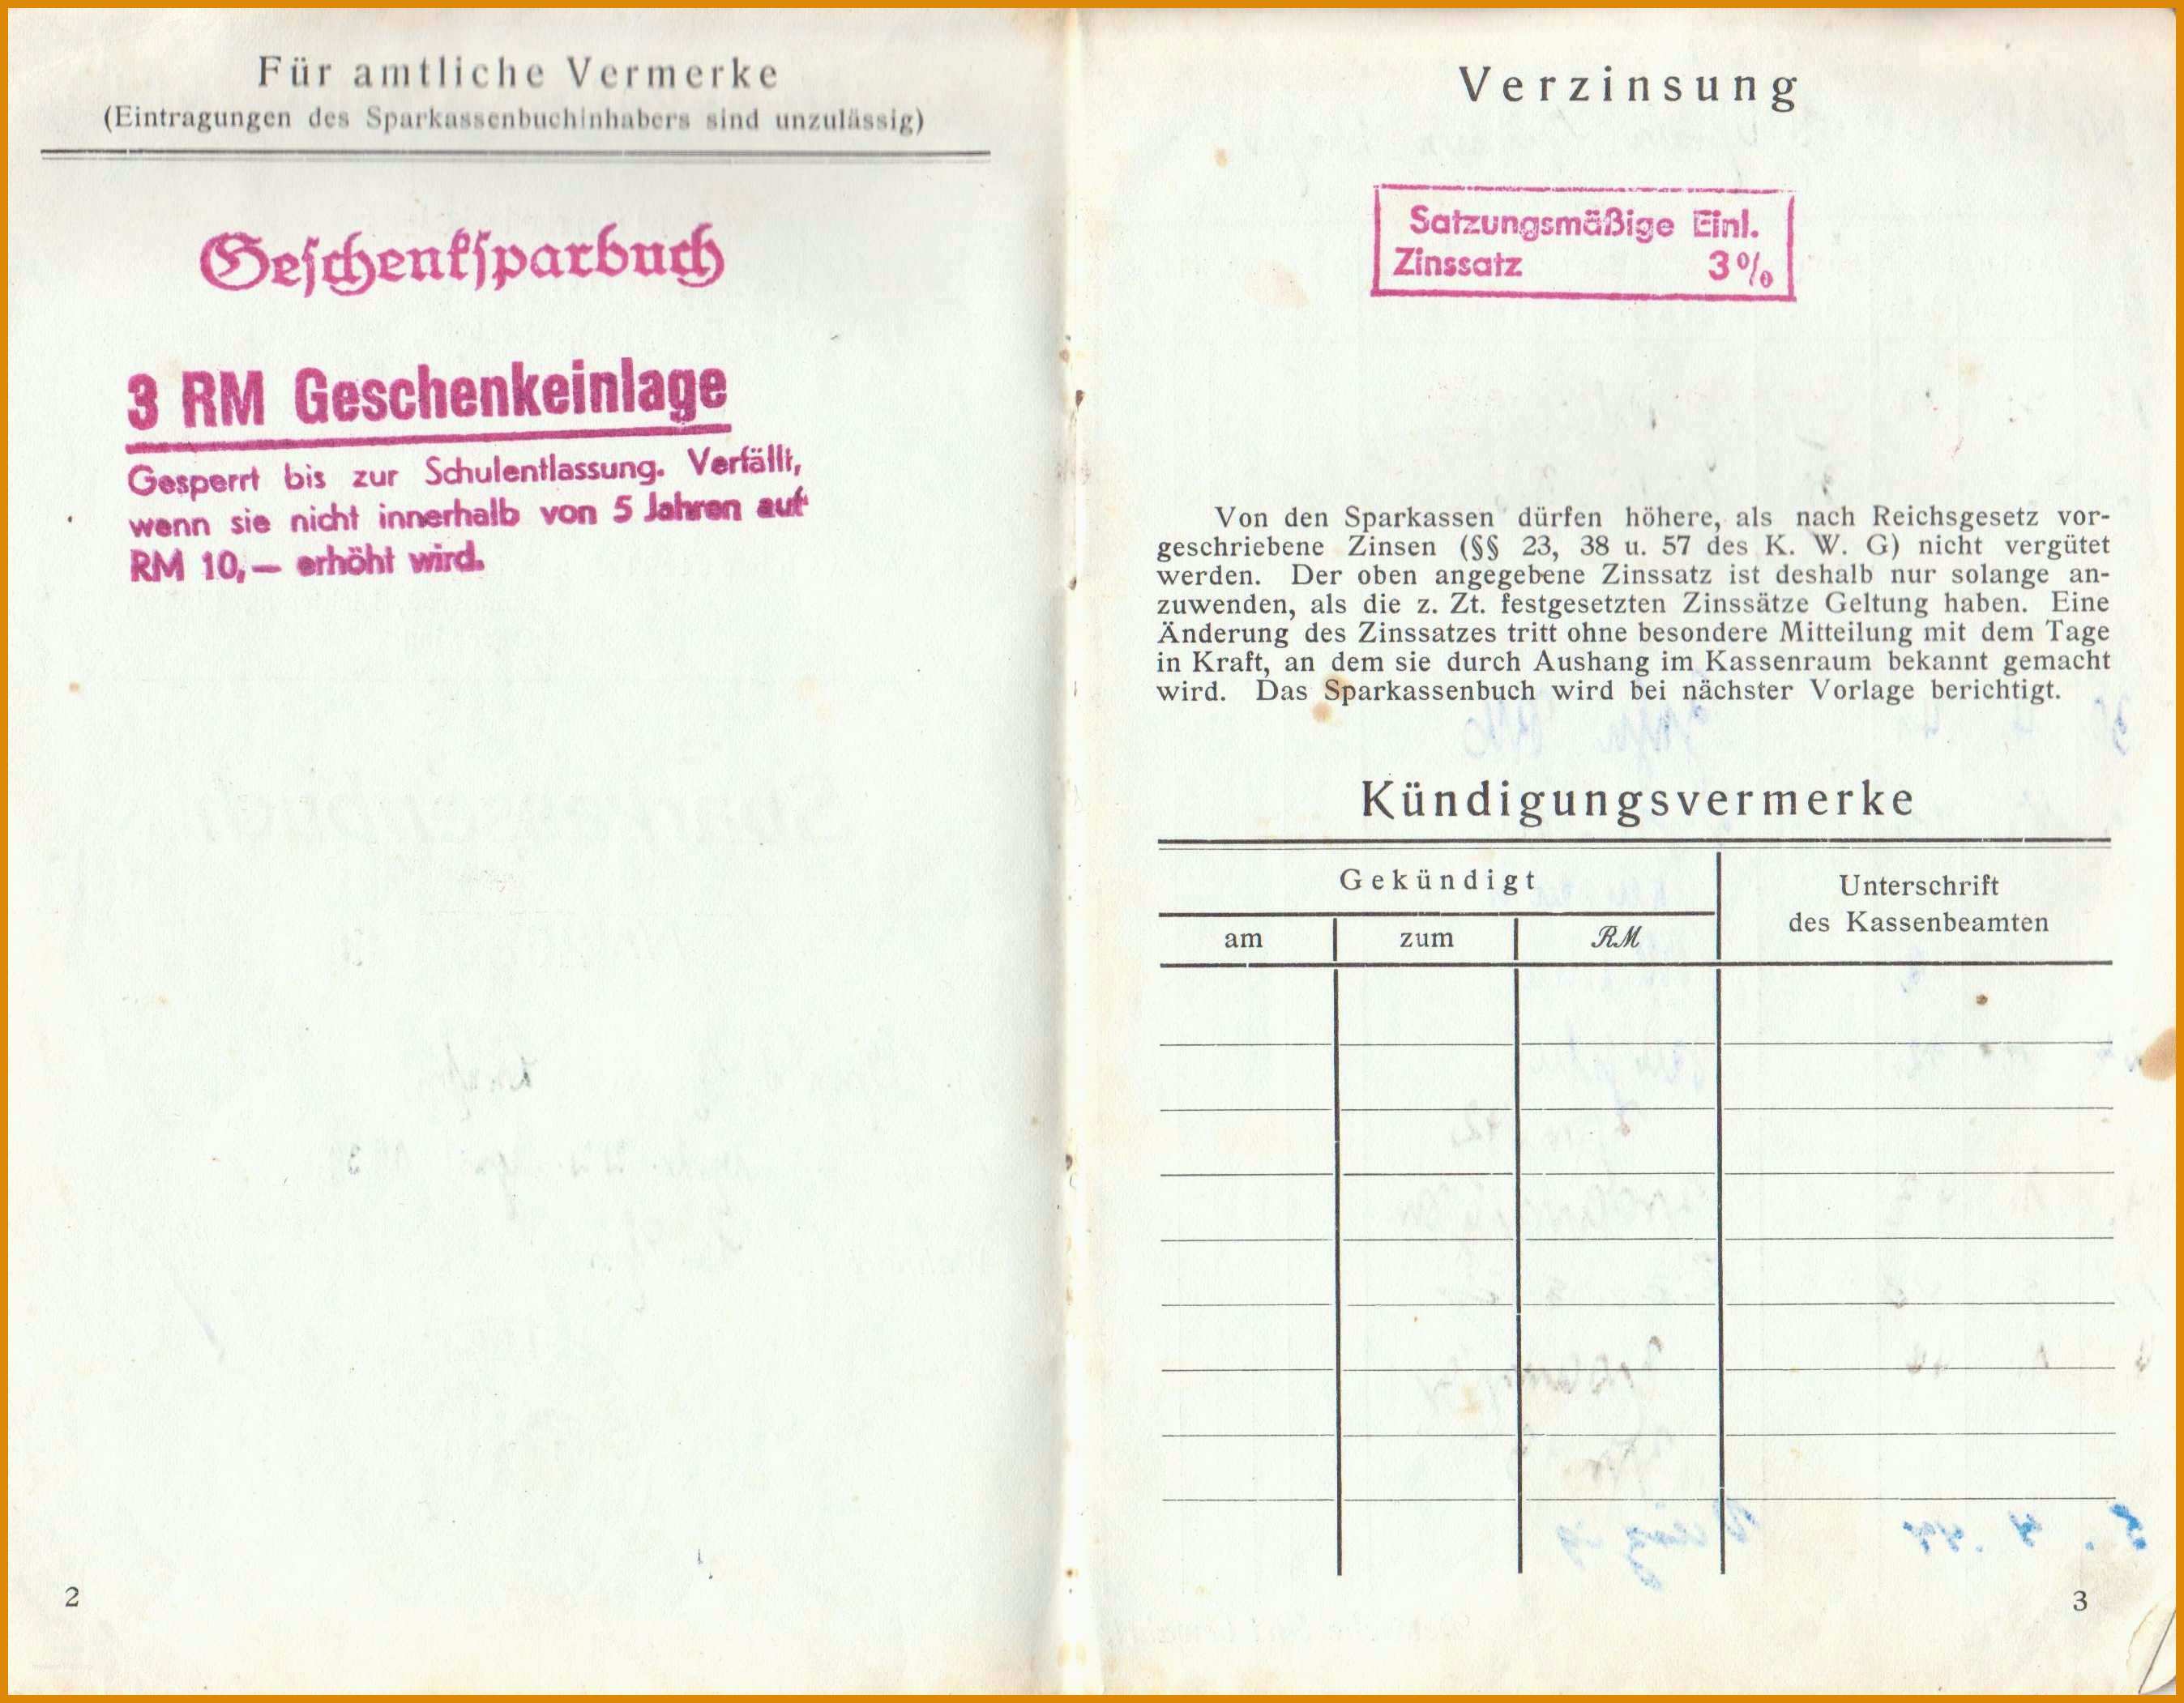 Für amtliche Vermerke
(Eintragungen des Sparkassenbuchinhabers sind unzulässig)
Geschenksparbuch
3 RM Geschenkeinlage
Gesperrt bis zur Schulentlassung. Verfällt,
wenn sie nicht innerhalb von 5 Jahren auf
RM 10,— erhöht wird.
2
Verzinsung
Satzungsmäßige Einl.
Zinssatz 3%
Von den Sparkassen dürfen höhere, als nach Reichsgesetz vor-
geschriebene Zinsen (§§ 23, 38 u. 57 des K. W. G) nicht vergütet
werden. Der oben angegebene Zinssatz ist deshalb nur solange an-
zuwenden, als die z. Zt. festgesetzten Zinssätze Geltung haben. Eine
Änderung des Zinssatzes tritt ohne besondere Mitteilung mit dem Tage
in Kraft, an dem sie durch Aushang im Kassenraum bekannt gemacht
wird. Das Sparkassenbuch wird bei nächster Vorlage berichtigt.
Kündigungsvermerke
Gekündigt
Unterschrift
des Kassenbeamten
am zum RM
3